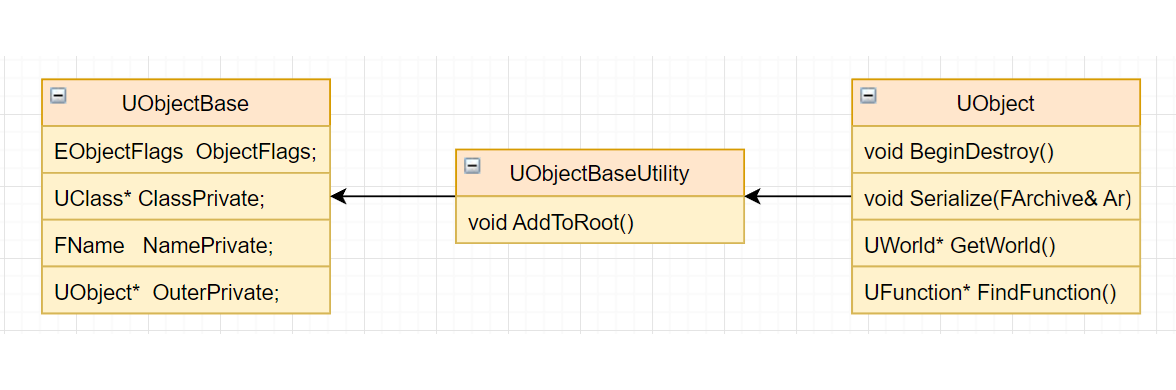 UObjectBase
EObjectFlags  ObjectFlags;
UClass* ClassPrivate;
FName   NamePrivate;
UObject*  OuterPrivate;
UObjectBaseUtility
void AddToRoot()
UObject
void BeginDestroy()
void Serialize(FArchive& Ar)
UWorld* GetWorld()
UFunction* FindFunction()